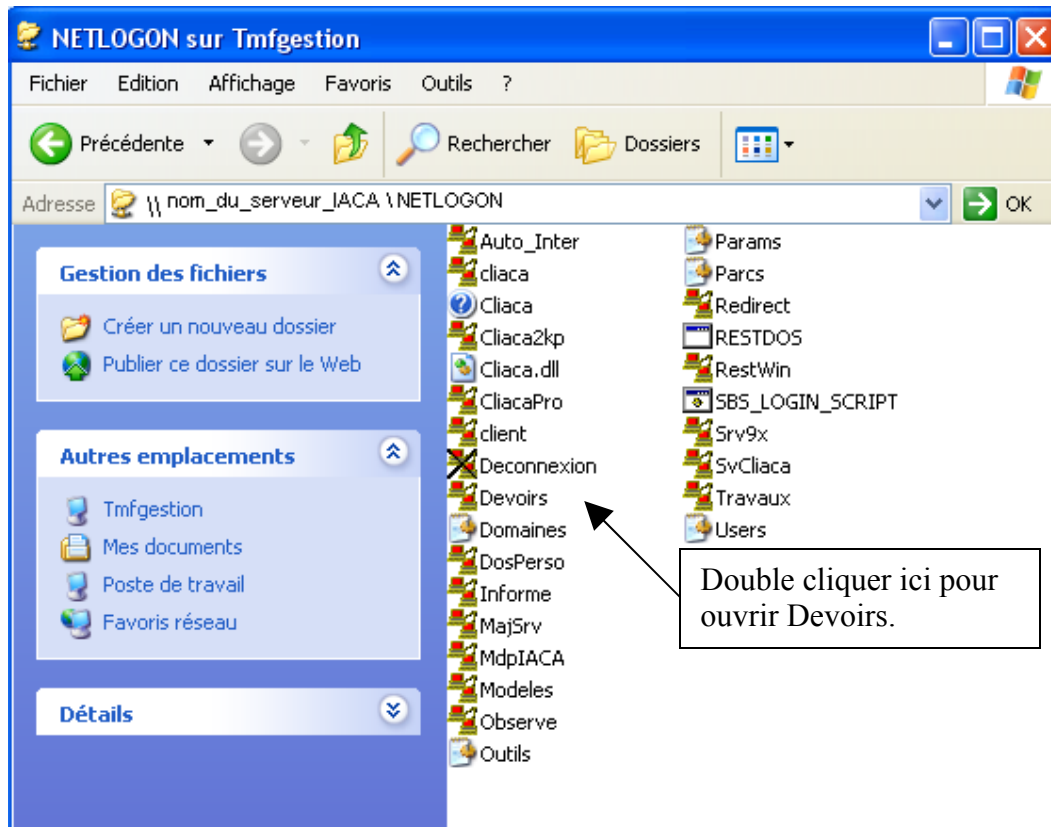 NETLOGON sur Tmfgestion
Fichier Edition Affichage Favoris Outils ?
Précédente Rechercher Dossiers
Adresse \\ nom_du_serveur_IACA \NETLOGON OK
Gestion des fichiers
Créer un nouveau dossier
Publier ce dossier sur le Web
Autres emplacements
Tmfgestion
Mes documents
Poste de travail
Favoris réseau
Détails
Auto_Inter
cliaca
Cliaca
Cliaca2kp
Cliaca.dll
CliacaPro
client
Deconnexion
Devoirs
Domaines
DosPerso
Informe
MajSrv
MdpIACA
Modeles
Observe
Outils
Params
Parcs
Redirect
RESTDOS
RestWin
SBS_LOGIN_SCRIPT
Srv9x
SvCliaca
Travaux
Users
Double cliquer ici pour
ouvrir Devoirs.